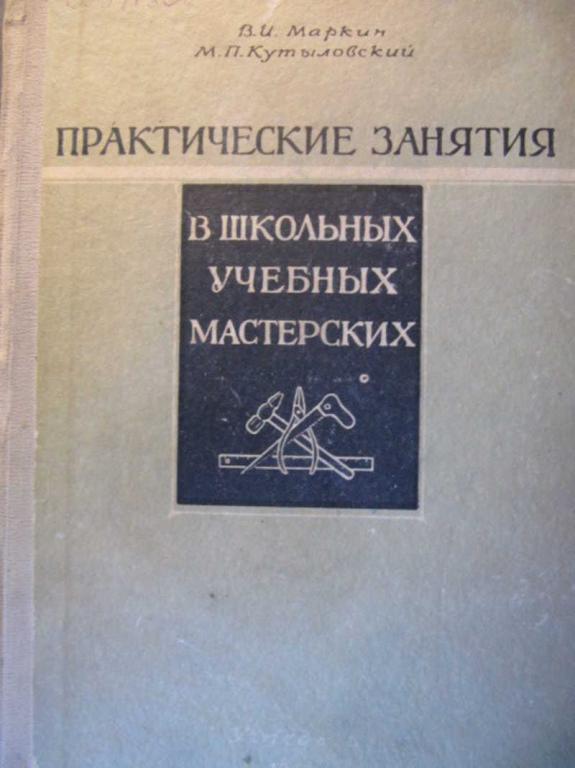 В.И. Маркин
М.П. Кутыловский
ПРАКТИЧЕСКИЕ ЗАНЯТИЯ
В ШКОЛЬНЫХ
УЧЕБНЫХ
МАСТЕРСКИХ